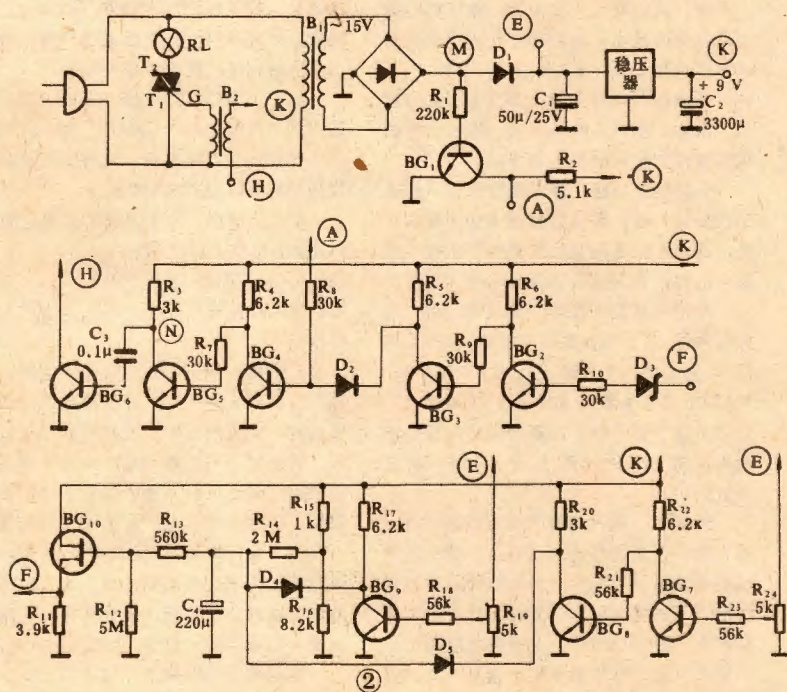 RL
T₂
T₁
G
B₂
Ⓚ
Ⓗ
B₁
~15V
Ⓜ
D₁
Ⓔ
R₁
220k
BG₁
C₁
50μ/25V
稳压器
Ⓚ
+ 9 V
C₂
3300μ
R₂
5.1k
Ⓚ
Ⓐ
Ⓗ
Ⓐ
Ⓚ
R₃
3k
R₄
6.2k
R₈
30k
R₅
6.2k
R₆
6.2k
C₃
0.1μ
Ⓝ
R₇
30k
BG₄
D₂
R₉
30k
BG₂
D₃
Ⓕ
BG₆
BG₅
BG₃
R₁₀
30k
Ⓔ
Ⓚ
Ⓔ
BG₁₀
R₁₃
560k
R₁₄
2 M
R₁₅
1 k
R₁₇
6.2k
R₂₀
3k
R₂₂
6.2к
Ⓕ
D₄
BG₉
R₁₈
56k
R₂₁
56k
BG₇
R₂₄
5k
R₁₁
3.9k
R₁₂
5M
C₄
220μ
R₁₆
8.2k
R₁₉
5k
BG₈
R₂₃
56k
D₅
②